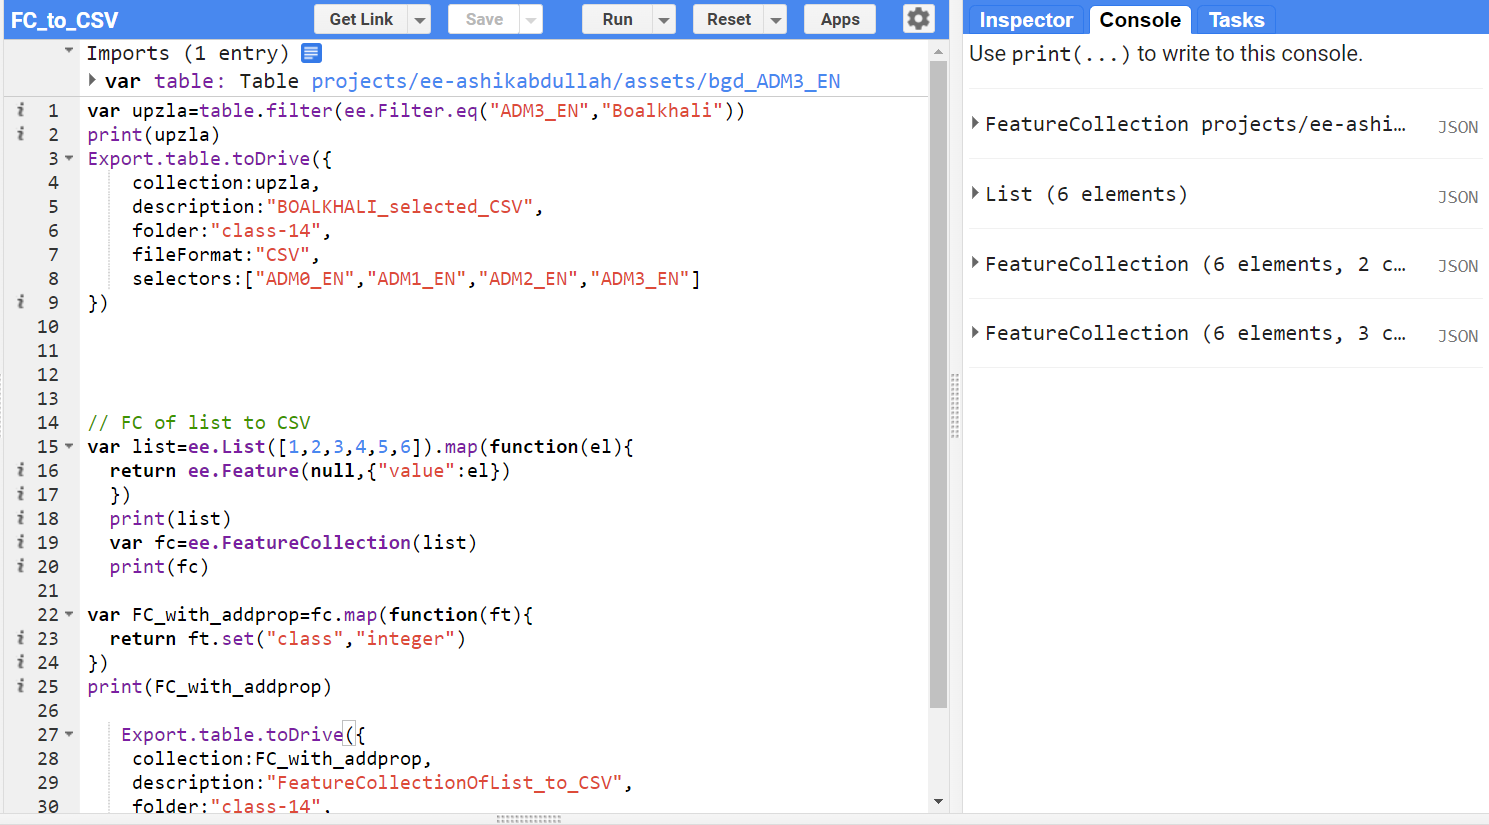 FC_to_CSV
Get Link
Save
Run
Reset
Apps
Inspector
Console
Tasks
Imports (1 entry)
var table: Table projects/ee-ashikabdullah/assets/bgd_ADM3_EN
1 var upzla=table.filter(ee.Filter.eq("ADM3_EN","Boalkhali"))
2 print(upzla)
3 Export.table.toDrive({
4 collection:upzla,
5 description:"BOALKHALI_selected_CSV",
6 folder:"class-14",
7 fileFormat:"CSV",
8 selectors:["ADM0_EN","ADM1_EN","ADM2_EN","ADM3_EN"]
9 })
10
11
12
13
14 // FC of list to CSV
15 var list=ee.List([1,2,3,4,5,6]).map(function(el){
16 return ee.Feature(null,{"value":el})
17 })
18 print(list)
19 var fc=ee.FeatureCollection(list)
20 print(fc)
21
22 var FC_with_addprop=fc.map(function(ft){
23 return ft.set("class","integer")
24 })
25 print(FC_with_addprop)
26
27 Export.table.toDrive({
28 collection:FC_with_addprop,
29 description:"FeatureCollectionOfList_to_CSV",
30 folder:"class-14",
Use print(...) to write to this console.
FeatureCollection projects/ee-ashi… JSON
List (6 elements) JSON
FeatureCollection (6 elements, 2 c… JSON
FeatureCollection (6 elements, 3 c… JSON